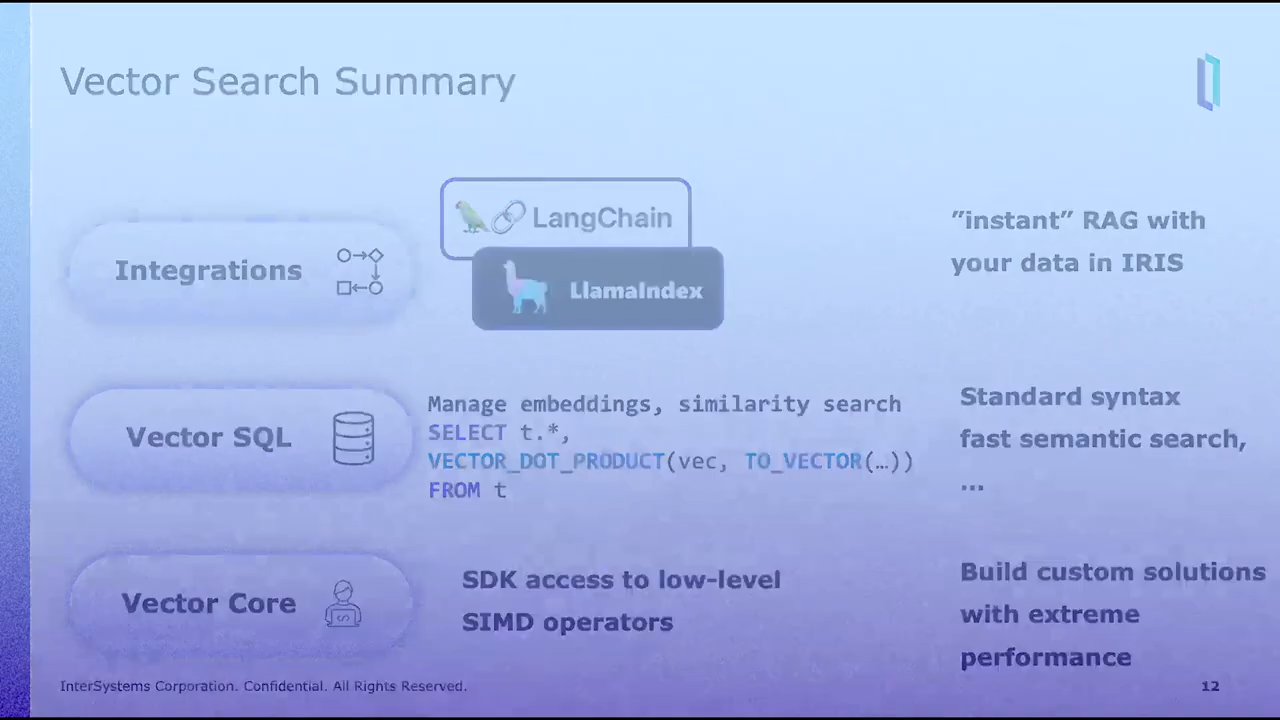 Vector Search Summary
Integrations
LangChain
LlamaIndex
”instant” RAG with
your data in IRIS
Vector SQL
Manage embeddings, similarity search
SELECT t.*,
VECTOR_DOT_PRODUCT(vec, TO_VECTOR(…))
FROM t
Standard syntax
fast semantic search,
…
Vector Core
SDK access to low-level
SIMD operators
Build custom solutions
with extreme
performance
InterSystems Corporation. Confidential. All Rights Reserved.
12